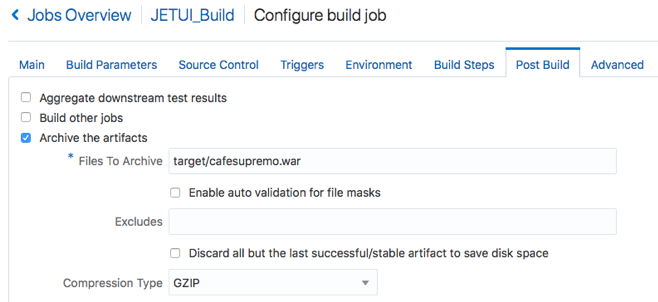 Jobs Overview JETUI_Build Configure build job
Main Build Parameters Source Control Triggers Environment Build Steps Post Build Advanced
Aggregate downstream test results
Build other jobs
Archive the artifacts
* Files To Archive target/cafesupremo.war
Enable auto validation for file masks
Excludes
Discard all but the last successful/stable artifact to save disk space
Compression Type GZIP